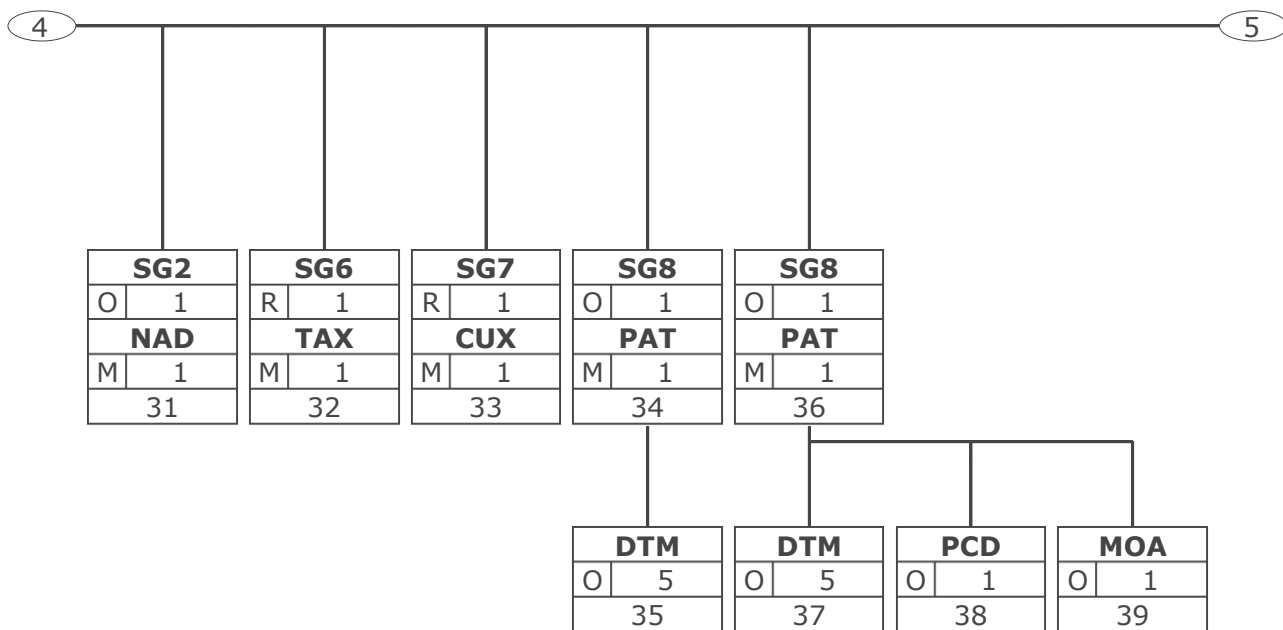 4 5
SG2 SG6 SG7 SG8 SG8
O 1 R 1 R 1 O 1 O 1
NAD TAX CUX PAT PAT
M 1 M 1 M 1 M 1 M 1
31 32 33 34 36
DTM DTM PCD MOA
O 5 O 5 O 1 O 1
35 37 38 39